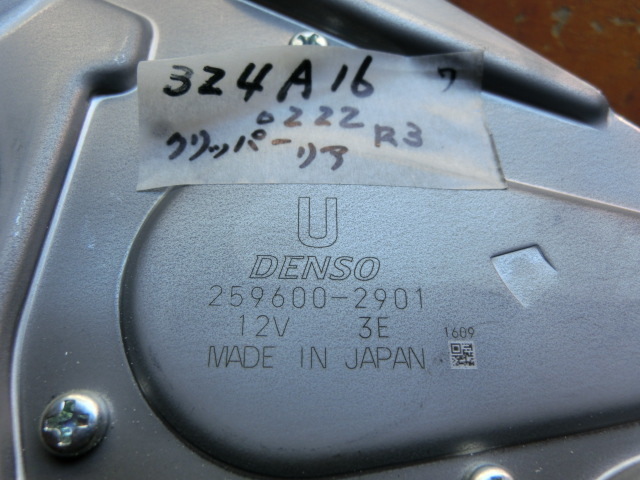 324A16 ワ
0222
クリッパーリア R3
U
DENSO
259600-2901
12V 3E 1609
MADE IN JAPAN